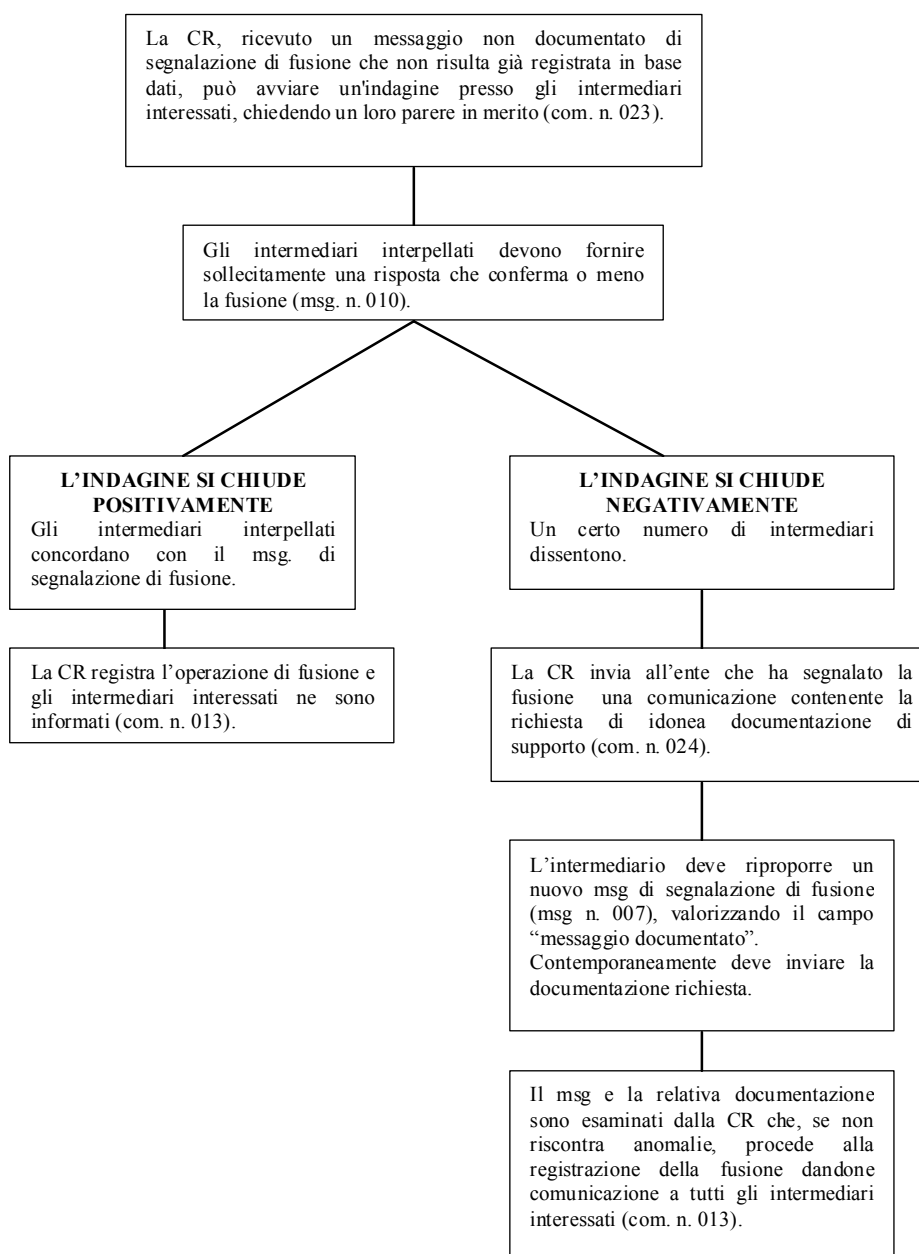 La CR, ricevuto un messaggio non documentato di
segnalazione di fusione che non risulta già registrata in base
dati, può avviare un'indagine presso gli intermediari
interessati, chiedendo un loro parere in merito (com. n. 023).
Gli intermediari interpellati devono fornire
sollecitamente una risposta che conferma o meno
la fusione (msg. n. 010).
L’INDAGINE SI CHIUDE
POSITIVAMENTE
Gli intermediari interpellati
concordano con il msg. di
segnalazione di fusione.
L’INDAGINE SI CHIUDE
NEGATIVAMENTE
Un certo numero di intermediari
dissentono.
La CR registra l’operazione di fusione e
gli intermediari interessati ne sono
informati (com. n. 013).
La CR invia all’ente che ha segnalato la
fusione una comunicazione contenente la
richiesta di idonea documentazione di
supporto (com. n. 024).
L’intermediario deve riproporre un
nuovo msg di segnalazione di fusione
(msg n. 007), valorizzando il campo
“messaggio documentato”.
Contemporaneamente deve inviare la
documentazione richiesta.
Il msg e la relativa documentazione
sono esaminati dalla CR che, se non
riscontra anomalie, procede alla
registrazione della fusione dandone
comunicazione a tutti gli intermediari
interessati (com. n. 013).